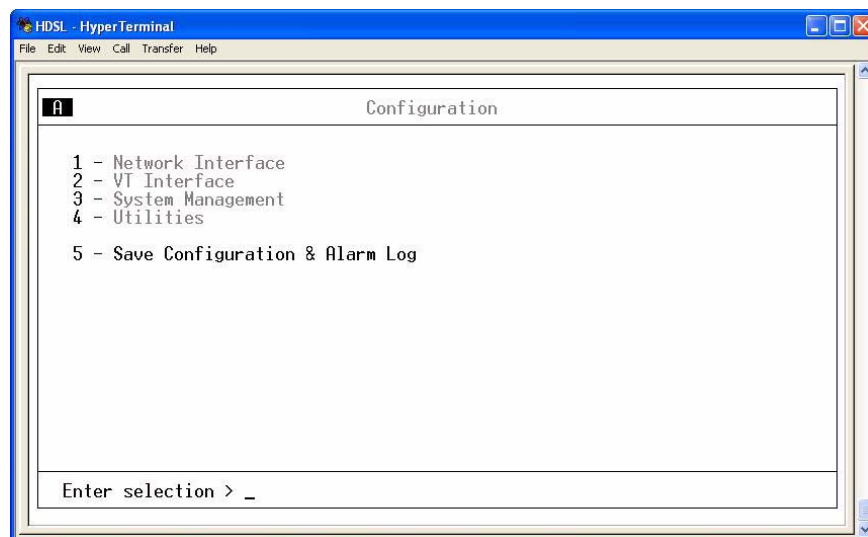 HDSL - HyperTerminal
File Edit View Call Transfer Help
A Configuration
1 - Network Interface
2 - VT Interface
3 - System Management
4 - Utilities
5 - Save Configuration & Alarm Log
Enter selection > _